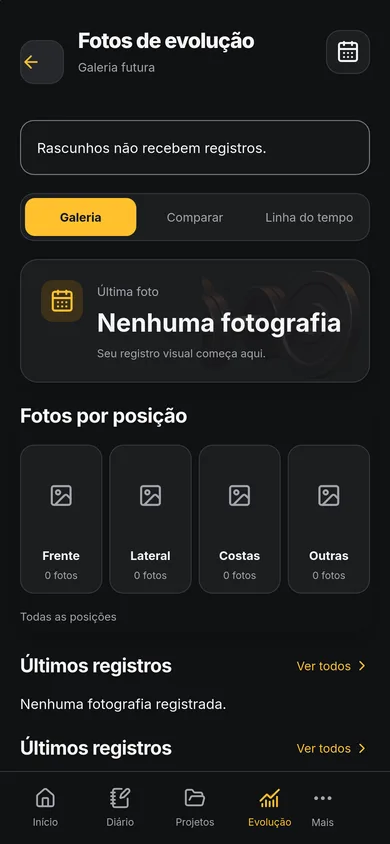 Fotos de evolução
Galeria futura
Rascunhos não recebem registros.
Galeria
Comparar
Linha do tempo
Última foto
Nenhuma fotografia
Seu registro visual começa aqui.
Fotos por posição
Frente
Lateral
Costas
Outras
0 fotos
0 fotos
0 fotos
0 fotos
Todas as posições
Últimos registros
Ver todos
Nenhuma fotografia registrada.
Últimos registros
Ver todos
Início
Diário
Projetos
Evolução
Mais